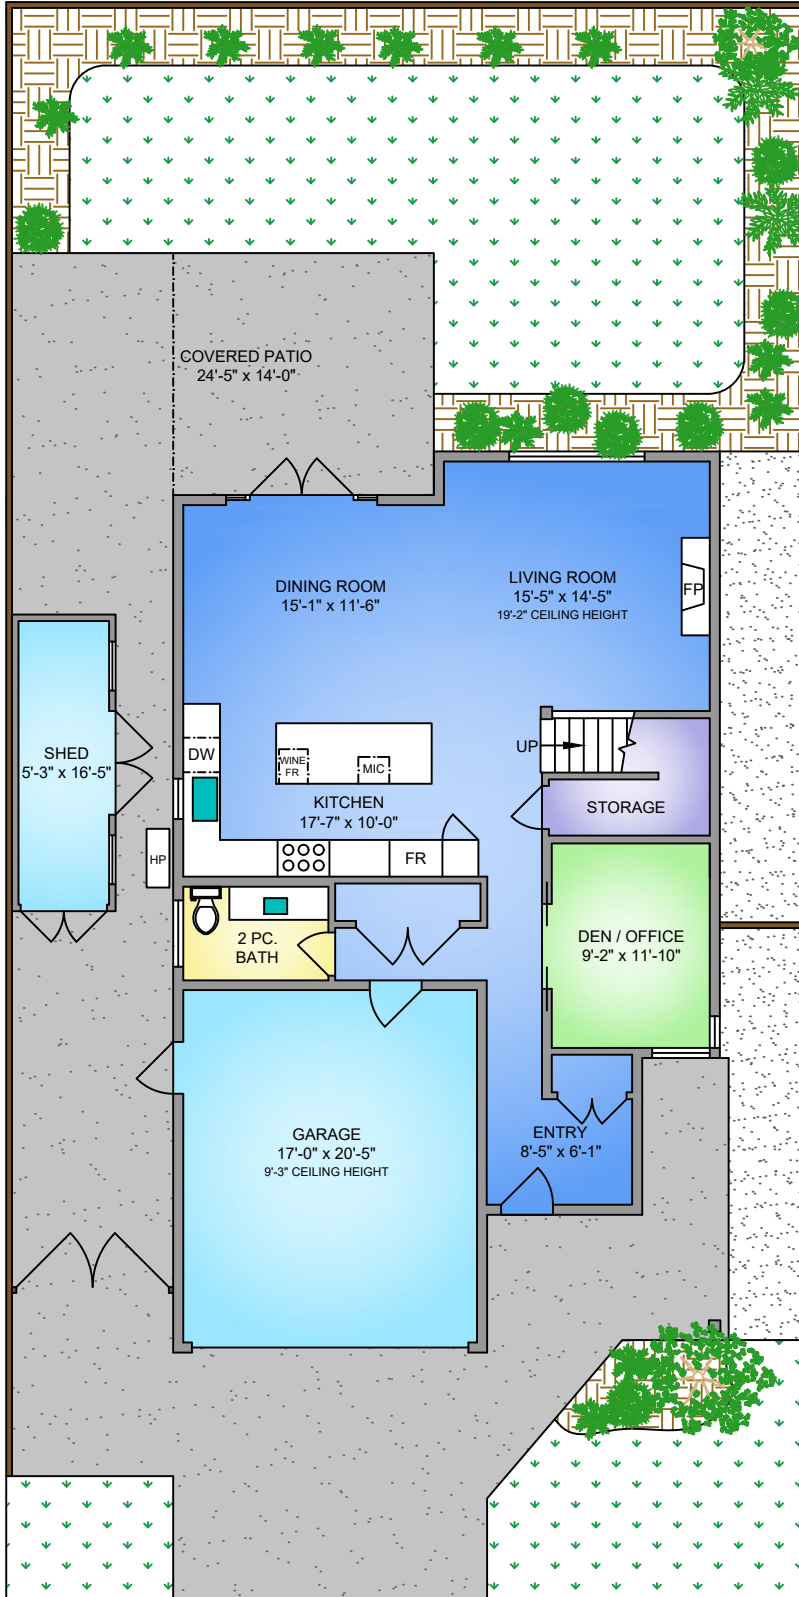 COVERED PATIO
24'-5" x 14'-0"
DINING ROOM
15'-1" x 11'-6"
LIVING ROOM
15'-5" x 14'-5"
19'-2" CEILING HEIGHT
FP
UP
DW
WINE
FR
MIC
SHED
5'-3" x 16'-5"
KITCHEN
17'-7" x 10'-0"
STORAGE
HP
FR
2 PC.
BATH
DEN / OFFICE
9'-2" x 11'-10"
GARAGE
17'-0" x 20'-5"
9'-3" CEILING HEIGHT
ENTRY
8'-5" x 6'-1"